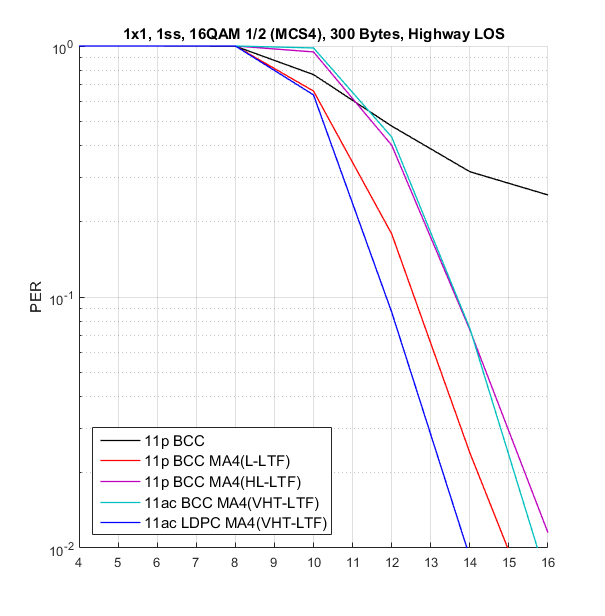 1x1, 1ss, 16QAM 1/2 (MCS4), 300 Bytes, Highway LOS
10^0
10^-1
10^-2
PER
11p BCC
11p BCC MA4(L-LTF)
11p BCC MA4(HL-LTF)
11ac BCC MA4(VHT-LTF)
11ac LDPC MA4(VHT-LTF)
4 5 6 7 8 9 10 11 12 13 14 15 16